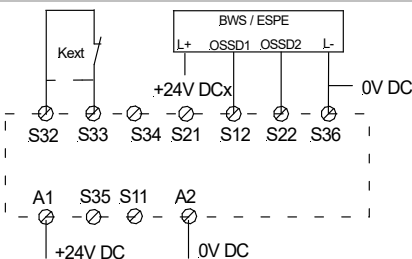 BWS / ESPE
Kext L+ OSSD1 OSSD2 L-
+24V DCx 0V DC
S32 S33 S34 S21 S12 S22 S36
A1 S35 S11 A2
+24V DC 0V DC